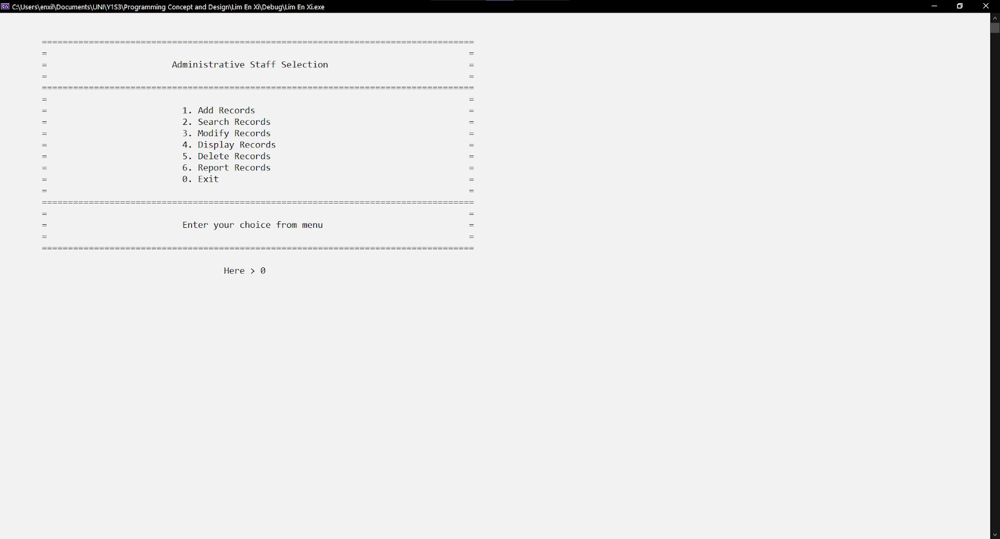 C:\Users\enxil\Documents\UNI\Y1S3\Programming Concept and Design\Lim En Xi\Debug\Lim En Xi.exe
===================================================================================
= =
= Administrative Staff Selection =
= =
===================================================================================
= =
= 1. Add Records =
= 2. Search Records =
= 3. Modify Records =
= 4. Display Records =
= 5. Delete Records =
= 6. Report Records =
= 0. Exit =
= =
===================================================================================
= =
= Enter your choice from menu =
= =
===================================================================================
Here > 0